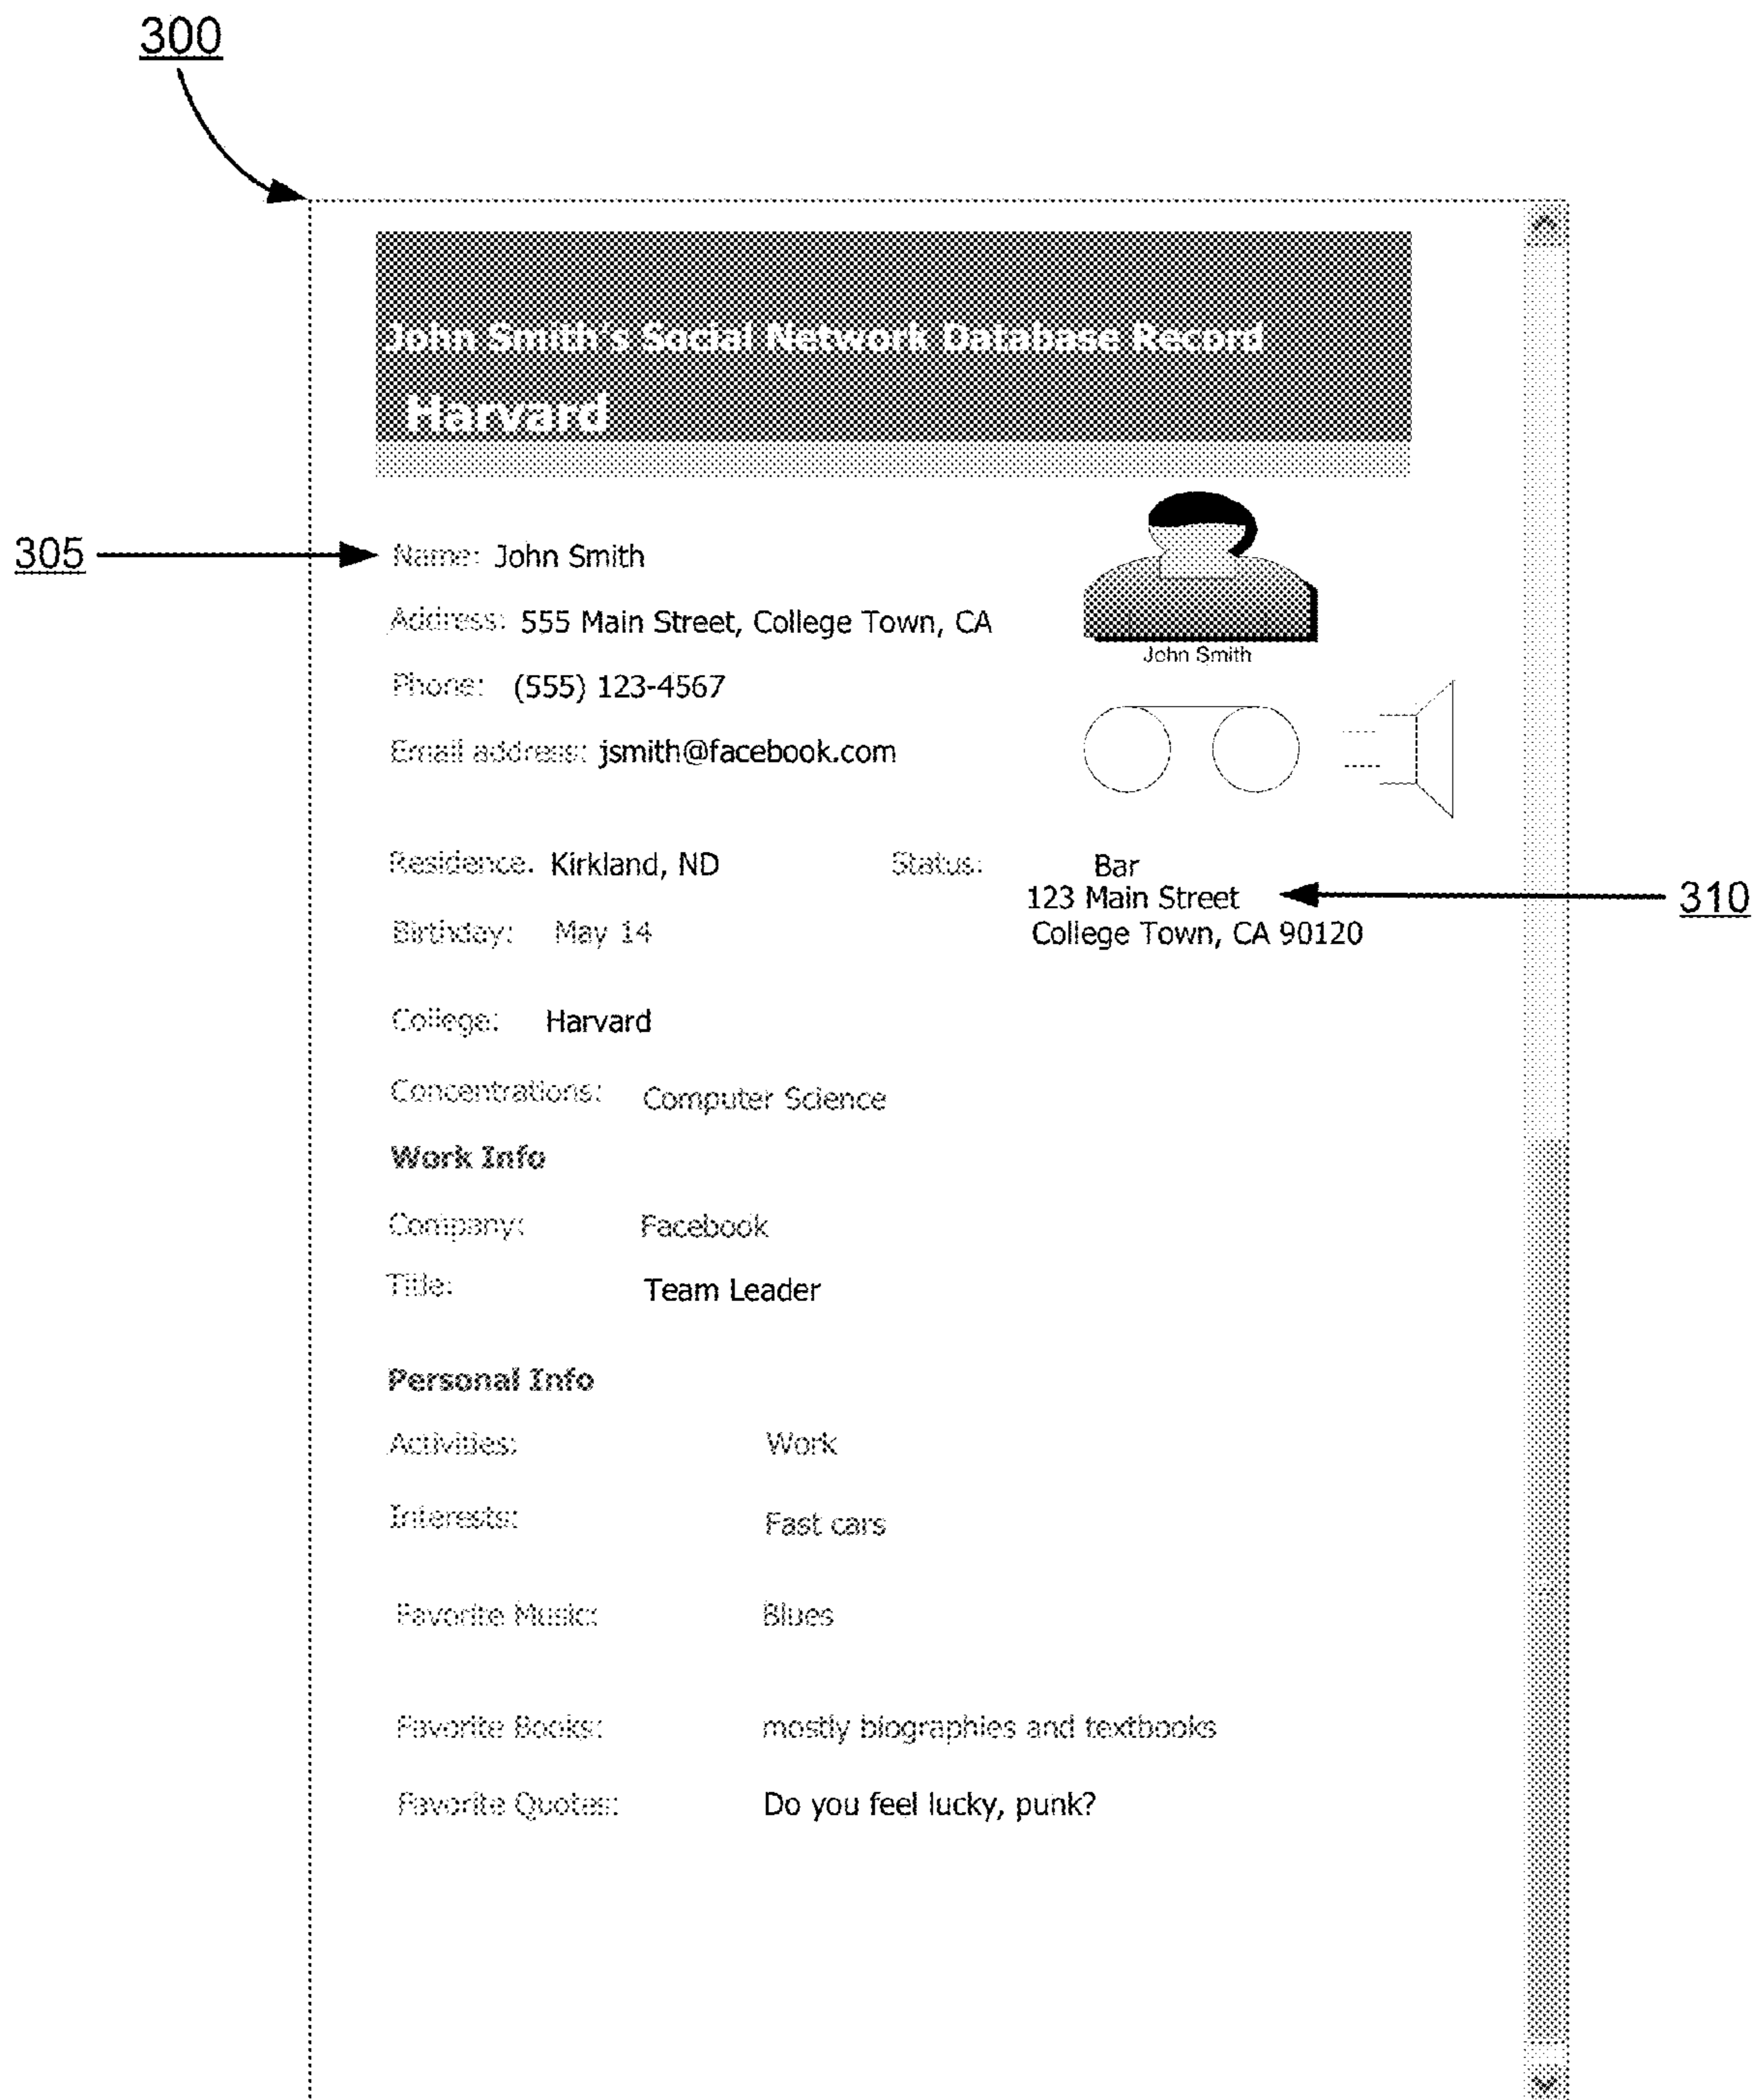 300
John Smith's Social Network Database Record
Harvard
305
Name: John Smith
Address: 555 Main Street, College Town, CA
John Smith
Phone: (555) 123-4567
Email address: jsmith@facebook.com
Residence. Kirkland, ND
Status: Bar
123 Main Street
310
College Town, CA 90120
Birthday: May 14
College: Harvard
Concentrations: Computer Science
Work Info
Company: Facebook
Title: Team Leader
Personal Info
Activities: Work
Interests: Fast cars
Favorite Music: Blues
Favorite Books: mostly biographies and textbooks
Favorite Quotes: Do you feel lucky, punk?